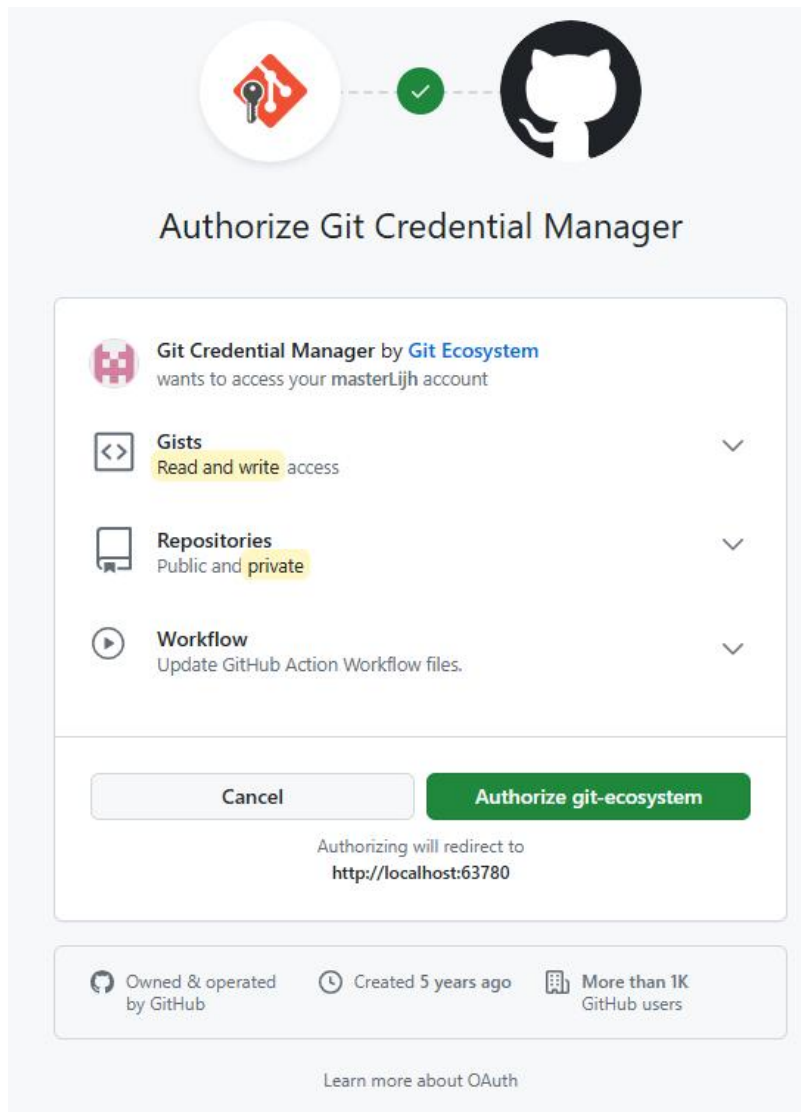 Authorize Git Credential Manager
Git Credential Manager by Git Ecosystem
wants to access your masterLijh account
Gists
Read and write access
Repositories
Public and private
Workflow
Update GitHub Action Workflow files.
Cancel
Authorize git-ecosystem
Authorizing will redirect to
http://localhost:63780
Owned & operated
by GitHub
Created 5 years ago
More than 1K
GitHub users
Learn more about OAuth